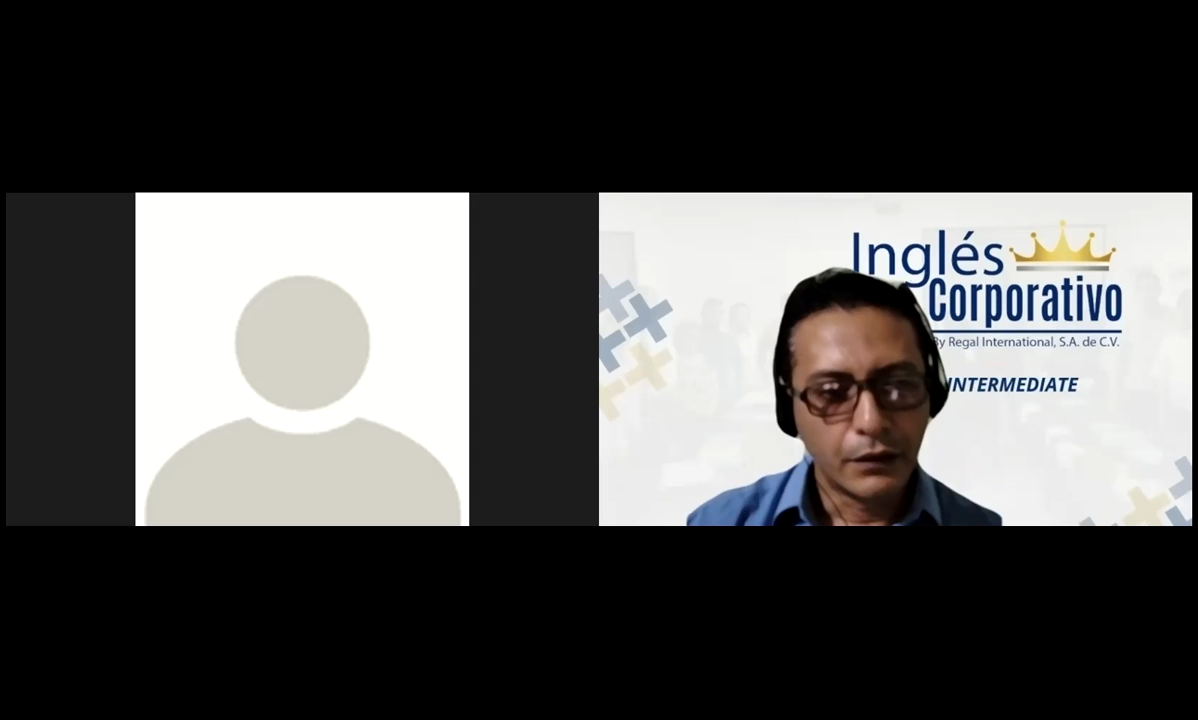 Inglés
Corporativo
By Regal International, S.A. de C.V.
INTERMEDIATE